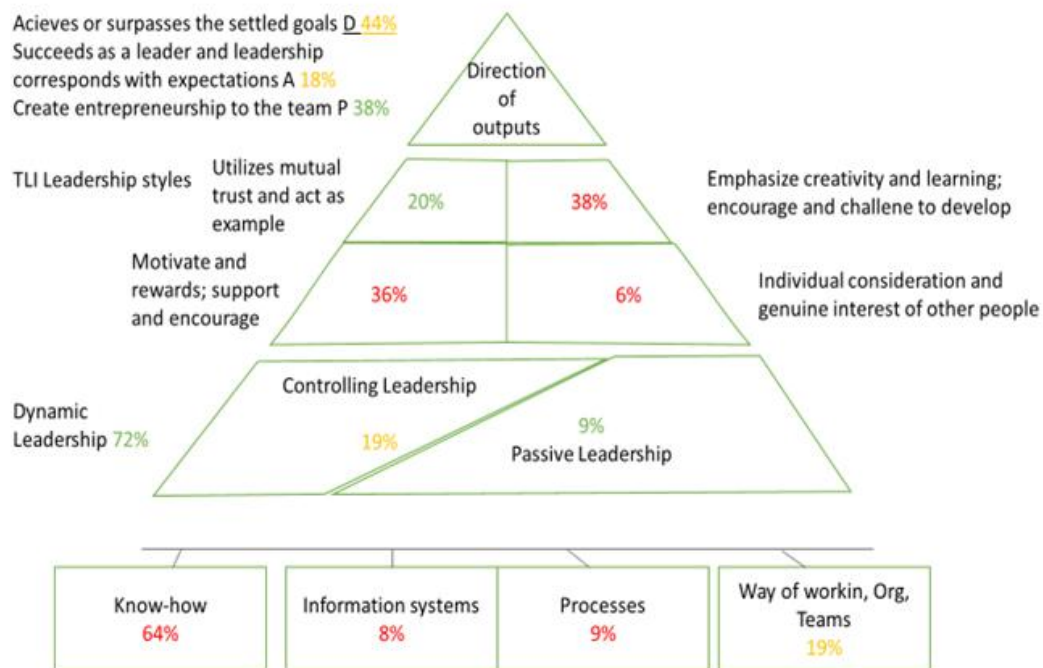 Acieves or surpasses the settled goals D 44%
Succeeds as a leader and leadership
corresponds with expectations A 18%
Create entrepreneurship to the team P 38%
Direction
of
outputs
TLI Leadership styles
Utilizes mutual
trust and act as
example
20%
38%
Emphasize creativity and learning;
encourage and challene to develop
Motivate and
rewards; support
and encourage
36%
6%
Individual consideration and
genuine interest of other people
Dynamic
Leadership 72%
Controlling Leadership
19%
9%
Passive Leadership
Know-how
64%
Information systems
8%
Processes
9%
Way of workin, Org,
Teams
19%